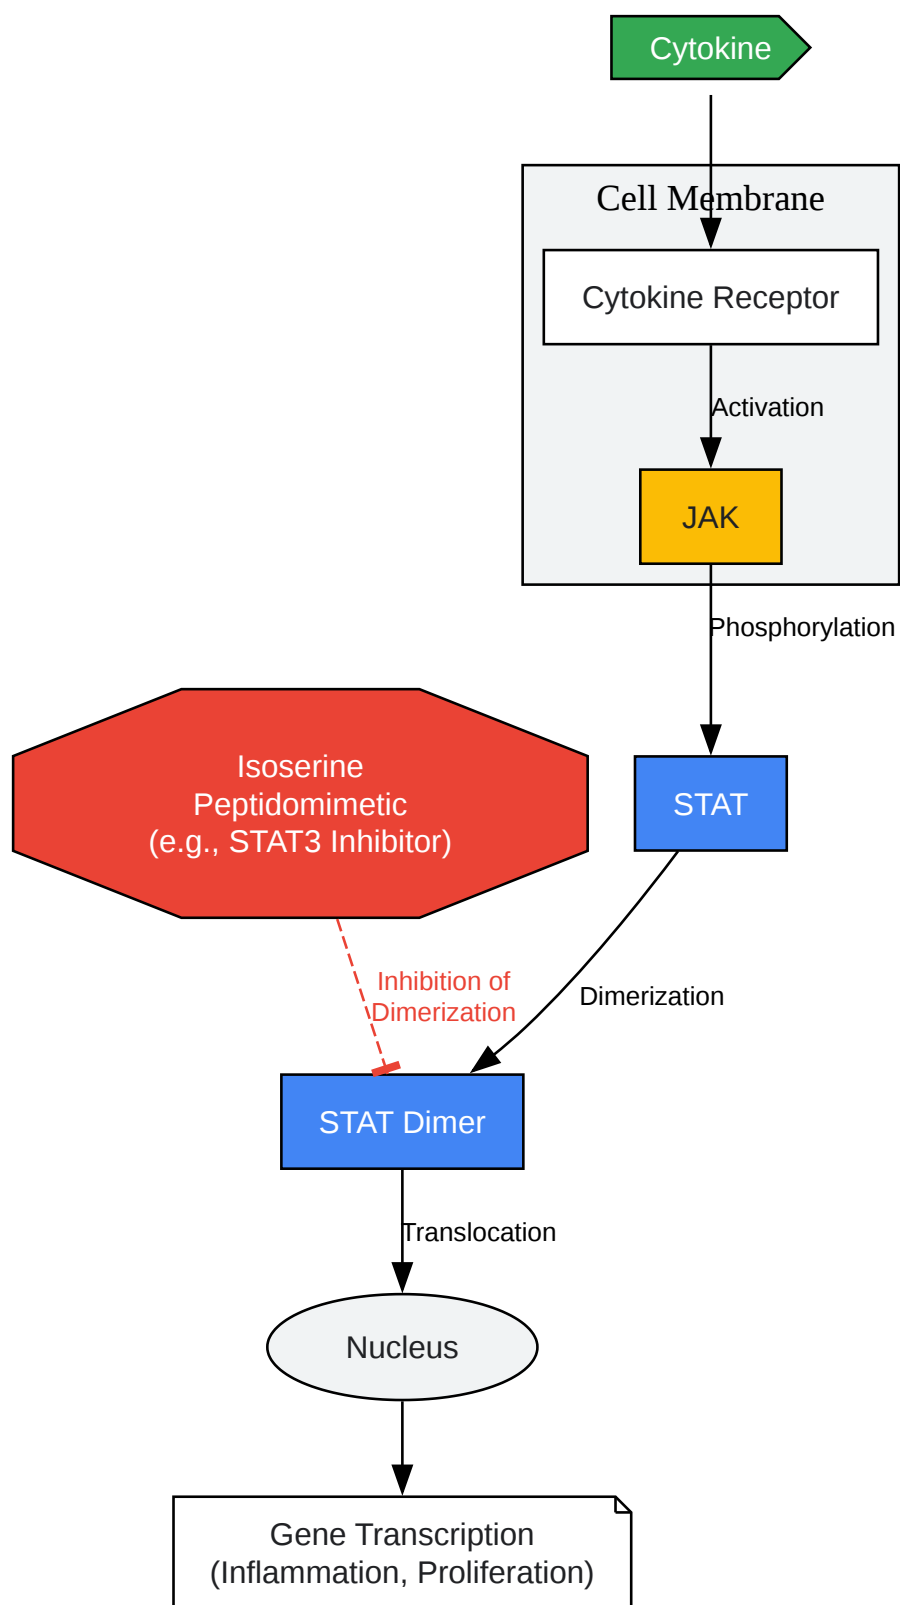 Cytokine
Cell Membrane
Cytokine Receptor
Activation
JAK
Phosphorylation
Isoserine
Peptidomimetic
(e.g., STAT3 Inhibitor)
STAT
Inhibition of
Dimerization
Dimerization
STAT Dimer
Translocation
Nucleus
Gene Transcription
(Inflammation, Proliferation)